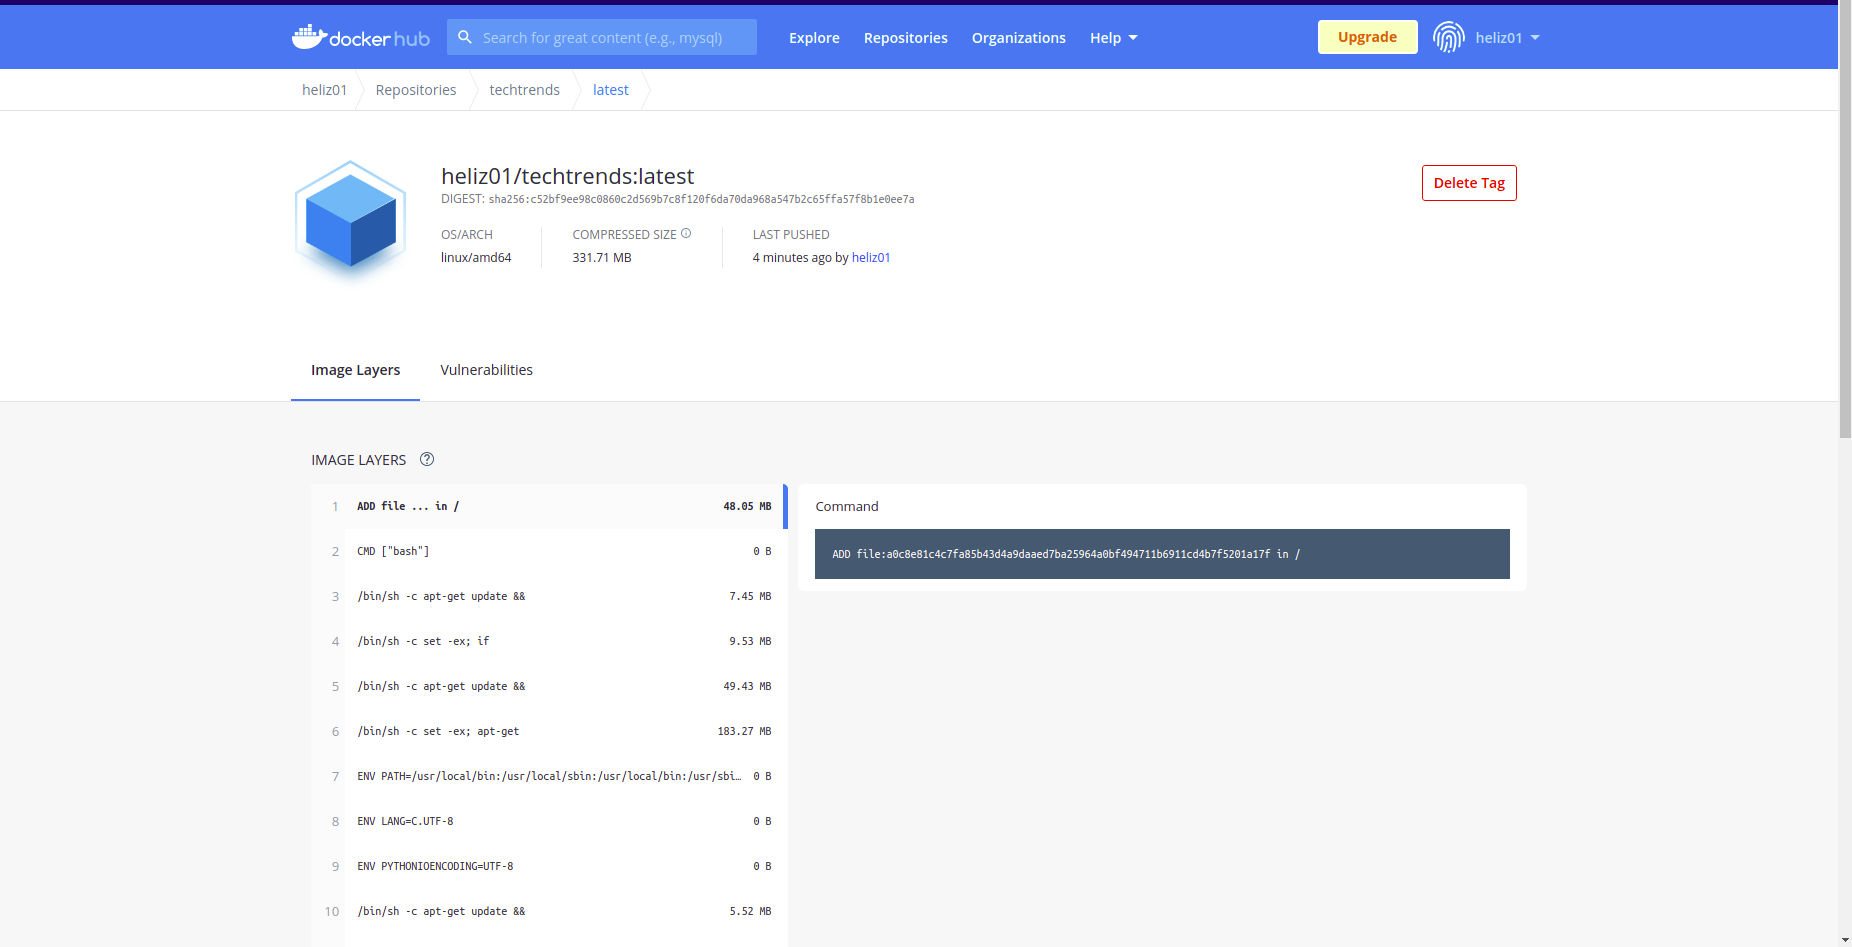 docker hub
Search for great content (e.g., mysql)
Explore
Repositories
Organizations
Help
Upgrade
heliz01
heliz01
Repositories
techtrends
latest
heliz01/techtrends:latest
DIGEST: sha256:c52bf9ee98c0860c2d569b7c8f120f6da70da968a547b2c65ffa57f8b1e0ee7a
Delete Tag
OS/ARCH
linux/amd64
COMPRESSED SIZE
331.71 MB
LAST PUSHED
4 minutes ago by heliz01
Image Layers
Vulnerabilities
IMAGE LAYERS
1 ADD file ... in / 48.05 MB
2 CMD ["bash"] 0 B
3 /bin/sh -c apt-get update && 7.45 MB
4 /bin/sh -c set -ex; if 9.53 MB
5 /bin/sh -c apt-get update && 49.43 MB
6 /bin/sh -c set -ex; apt-get 183.27 MB
7 ENV PATH=/usr/local/bin:/usr/local/sbin:/usr/local/bin:/usr/sbi... 0 B
8 ENV LANG=C.UTF-8 0 B
9 ENV PYTHONIOENCODING=UTF-8 0 B
10 /bin/sh -c apt-get update && 5.52 MB
Command
ADD file:a0c8e81c4c7fa85b43d4a9daaed7ba25964a0bf494711b6911cd4b7f5201a17f in /